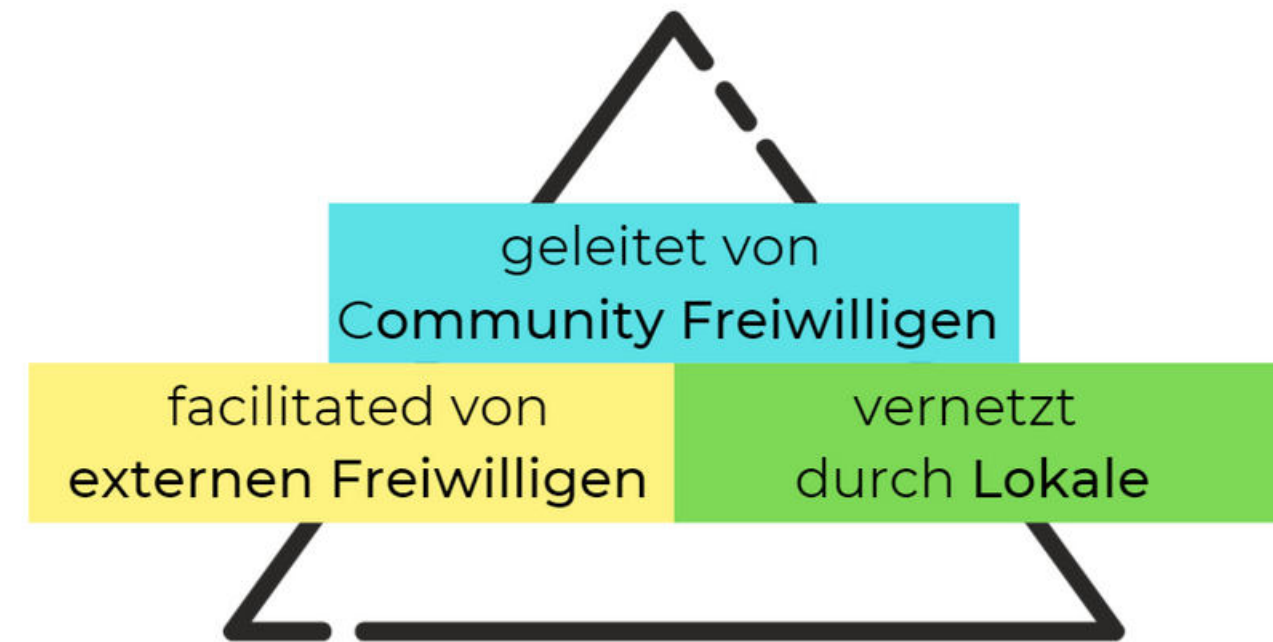 geleitet von
Community Freiwilligen
facilitated von
externen Freiwilligen
vernetzt
durch Lokale